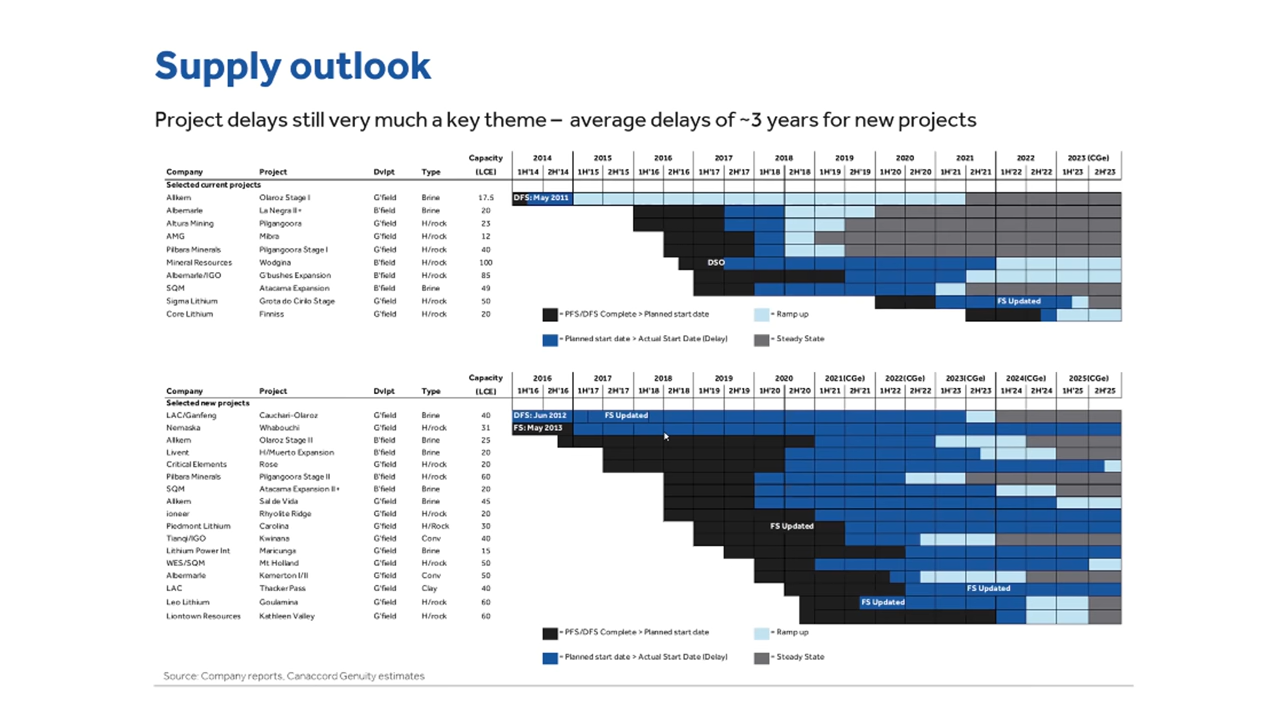 Supply outlook
Project delays still very much a key theme – average delays of ~3 years for new projects
Capacity 2014 2015 2016 2017 2018 2019 2020 2021 2022 2023 (CGe)
Company Project Dvlpt Type (LCE) 1H'14 2H'14 1H'15 2H'15 1H'16 2H'16 1H'17 2H'17 1H'18 2H'18 1H'19 2H'19 1H'20 2H'20 1H'21 2H'21 1H'22 2H'22 1H'23 2H'23
Selected current projects
Allkem Olaroz Stage I G'field Brine 17.5 DFS: May 2011
Albemarle La Negra II+ B'field Brine 20
Altura Mining Pilgangoora G'field H/rock 23
AMG Mibra G'field H/rock 12
Pilbara Minerals Pilgangoora Stage I G'field H/rock 40
Mineral Resources Wodgina B'field H/rock 100 DSO
Albemarle/IGO G'bushes Expansion B'field H/rock 85
SQM Atacama Expansion B'field Brine 49
Sigma Lithium Grota do Cirilo Stage G'field H/rock 50 FS Updated
Core Lithium Finniss G'field H/rock 20
= PFS/DFS Complete > Planned start date = Ramp up
= Planned start date > Actual Start Date (Delay) = Steady State
Capacity 2016 2017 2018 2019 2020 2021(CGe) 2022(CGe) 2023(CGe) 2024(CGe) 2025(CGe)
Company Project Dvlpt Type (LCE) 1H'16 2H'16 1H'17 2H'17 1H'18 2H'18 1H'19 2H'19 1H'20 2H'20 1H'21 2H'21 1H'22 2H'22 1H'23 2H'23 1H'24 2H'24 1H'25 2H'25
Selected new projects
LAC/Ganfeng Cauchari-Olaroz G'field Brine 40 DFS: Jun 2012 FS Updated
Nemaska Whabouchi G'field H/rock 31 FS: May 2013
Allkem Olaroz Stage II B'field Brine 25
Livent H/Muerto Expansion B'field Brine 20
Critical Elements Rose G'field H/rock 20
Pilbara Minerals Pilgangoora Stage II B'field H/rock 60
SQM Atacama Expansion II+ B'field Brine 20
Allkem Sal de Vida G'field Brine 45
ioneer Rhyolite Ridge G'field H/rock 20
Piedmont Lithium Carolina G'field H/Rock 30 FS Updated
Tianqi/IGO Kwinana G'field Conv 40
Lithium Power Int Maricunga G'field Brine 15
WES/SQM Mt Holland G'field H/rock 50
Albermarle Kemerton I/II G'field Conv 50
LAC Thacker Pass G'field Clay 40 FS Updated
Leo Lithium Goulamina G'field H/rock 60 FS Updated
Liontown Resources Kathleen Valley G'field H/rock 60
= PFS/DFS Complete > Planned start date = Ramp up
= Planned start date > Actual Start Date (Delay) = Steady State
Source: Company reports, Canaccord Genuity estimates